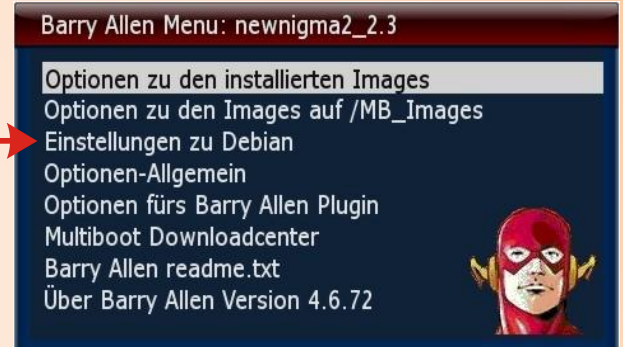 Barry Allen Menu: newnigma2_2.3
Optionen zu den installierten Images
Optionen zu den Images auf /MB_Images
Einstellungen zu Debian
Optionen-Allgemein
Optionen fürs Barry Allen Plugin
Multiboot Downloadcenter
Barry Allen readme.txt
Über Barry Allen Version 4.6.72